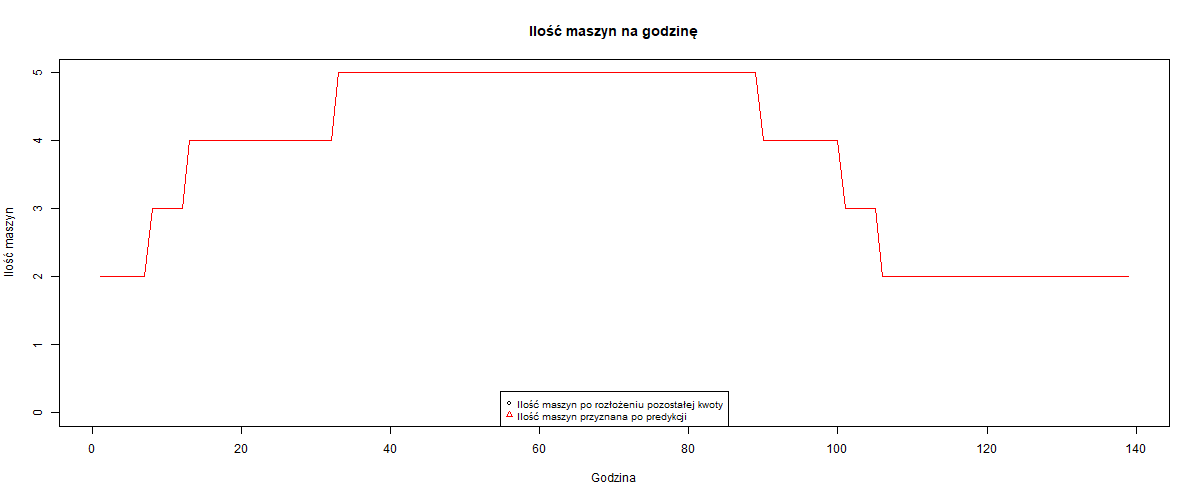 Ilość maszyn na godzinę
Ilość maszyn
5
4
3
2
1
0
Ilość maszyn po rozłożeniu pozostałej kwoty
Ilość maszyn przyznana po predykcji
0 20 40 60 80 100 120 140
Godzina